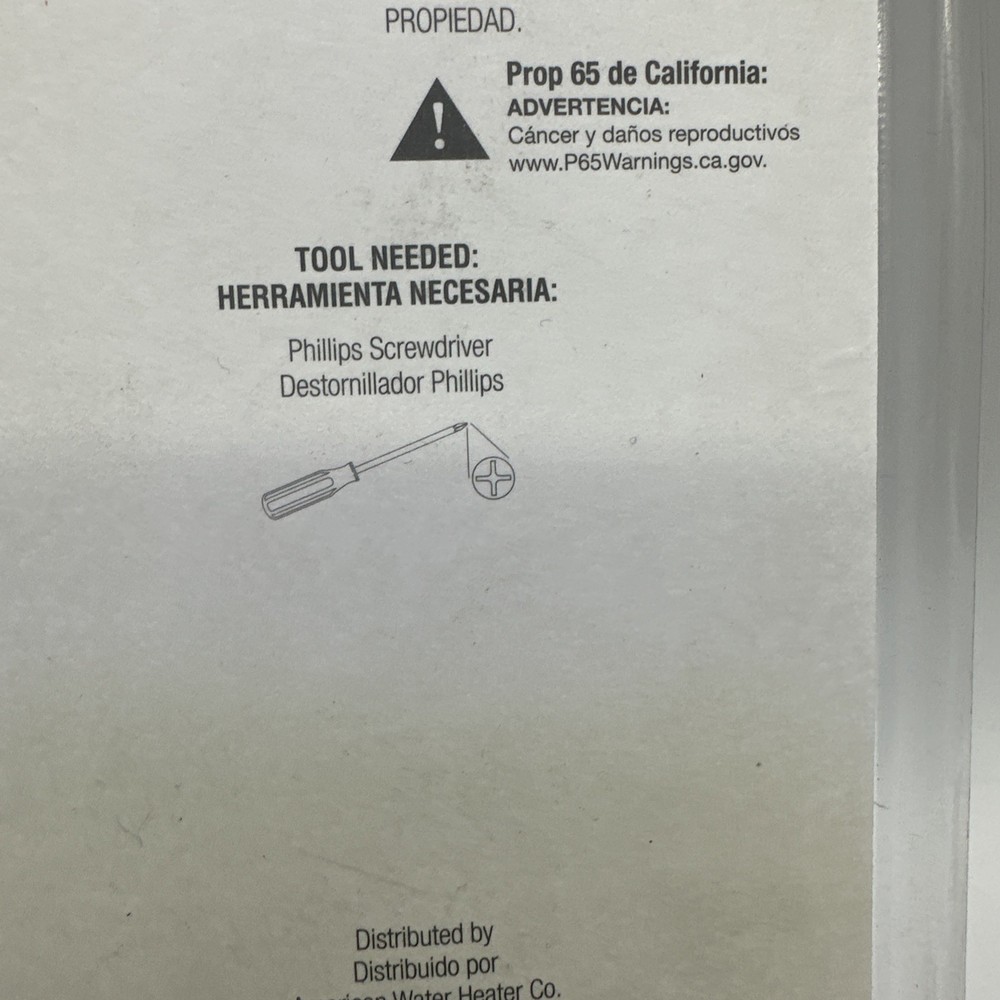 PROPIEDAD.
Prop 65 de California:
ADVERTENCIA:
Cáncer y daños reproductivos
www.P65Warnings.ca.gov.
TOOL NEEDED:
HERRAMIENTA NECESARIA:
Phillips Screwdriver
Destornillador Phillips
Distributed by
Distribuido por
American Water Heater Co.